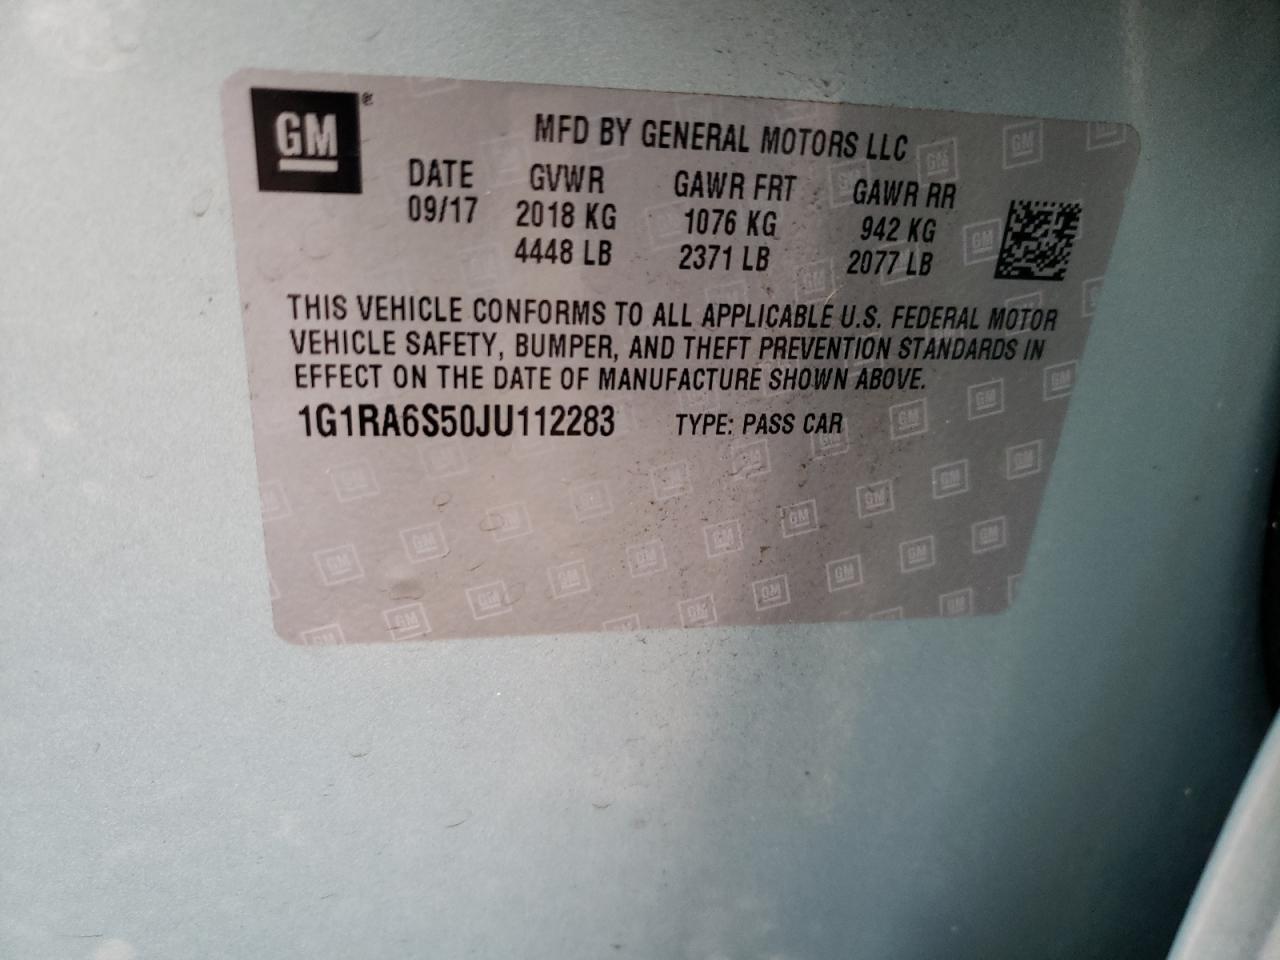 GM ®
MFD BY GENERAL MOTORS LLC
DATE GVWR GAWR FRT GAWR RR
09/17 2018 KG 1076 KG 942 KG
4448 LB 2371 LB 2077 LB
THIS VEHICLE CONFORMS TO ALL APPLICABLE U.S. FEDERAL MOTOR
VEHICLE SAFETY, BUMPER, AND THEFT PREVENTION STANDARDS IN
EFFECT ON THE DATE OF MANUFACTURE SHOWN ABOVE.
1G1RA6S50JU112283 TYPE: PASS CAR